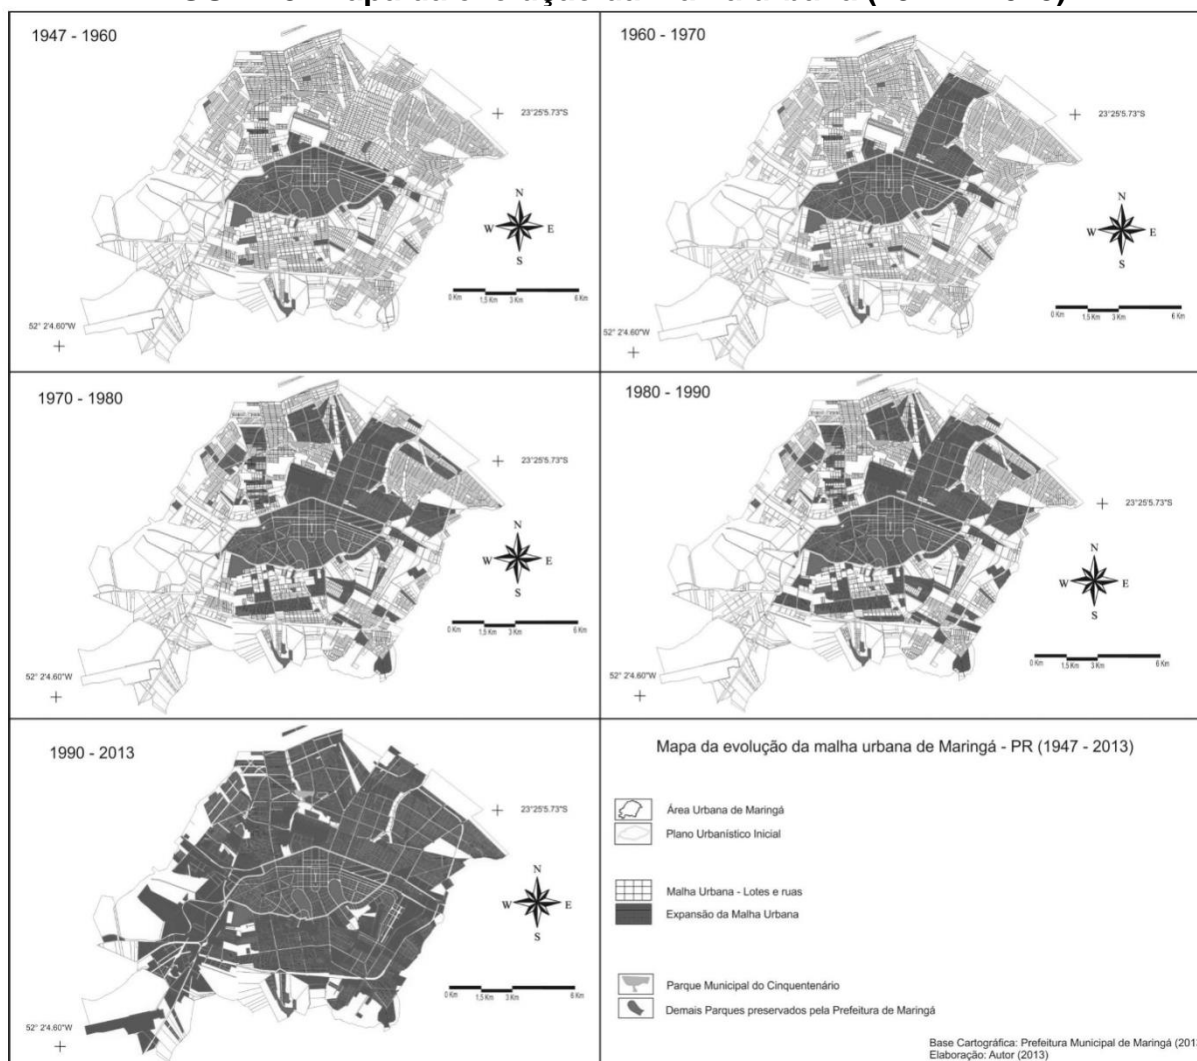 1947 - 1960
23°25'5.73"S
N
W E
S
0 Km 1,5 Km 3 Km 6 Km
52° 2'4.60"W
1960 - 1970
23°25'5.73"S
N
W E
S
0 Km 1,5 Km 3 Km 6 Km
52° 2'4.60"W
1970 - 1980
23°25'5.73"S
N
W E
S
0 Km 1,5 Km 3 Km 6 Km
52° 2'4.60"W
1980 - 1990
23°25'5.73"S
N
W E
S
0 Km 1,5 Km 3 Km 6 Km
52° 2'4.60"W
1990 - 2013
23°25'5.73"S
N
W E
S
0 Km 1,5 Km 3 Km 6 Km
52° 2'4.60"W
Mapa da evolução da malha urbana de Maringá - PR (1947 - 2013)
Área Urbana de Maringá
Plano Urbanístico Inicial
Malha Urbana - Lotes e ruas
Expansão da Malha Urbana
Parque Municipal do Cinquentenário
Demais Parques preservados pela Prefeitura de Maringá
Base Cartográfica: Prefeitura Municipal de Maringá (2013
Elaboração: Autor (2013)